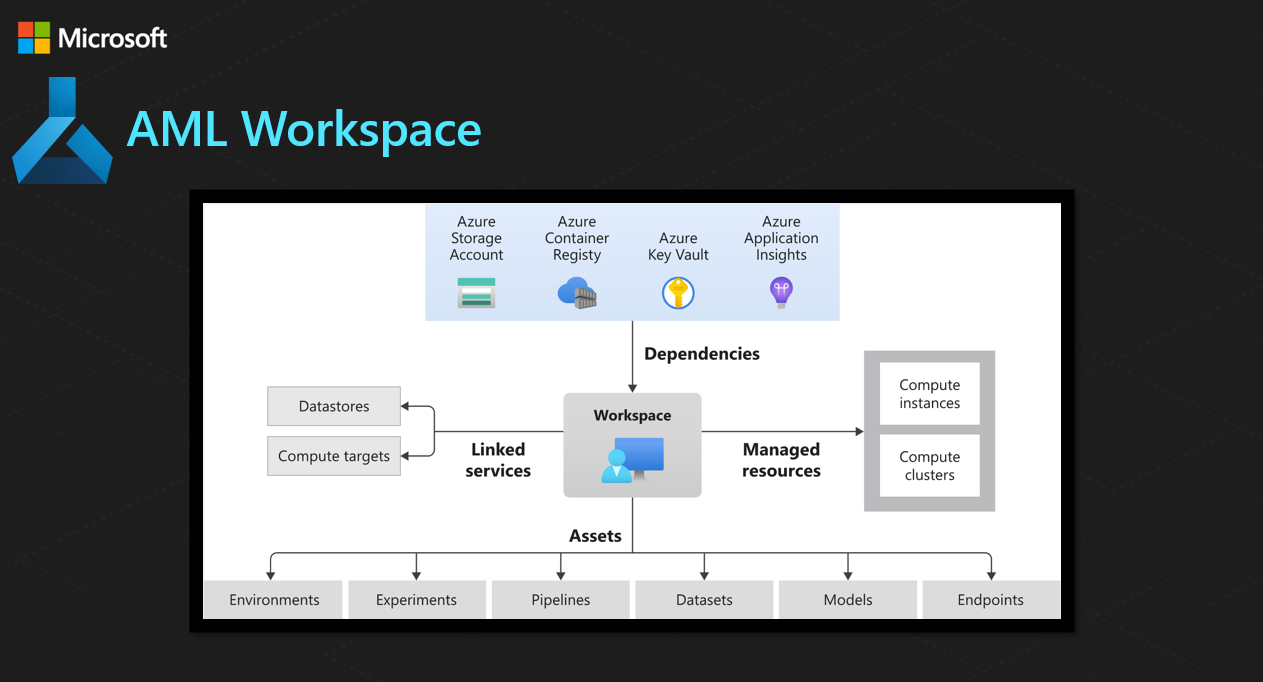 Microsoft
AML Workspace
Azure
Storage
Account
Azure
Container
Registy
Azure
Key Vault
Azure
Application
Insights
Dependencies
Datastores
Compute targets
Linked
services
Workspace
Managed
resources
Compute
instances
Compute
clusters
Assets
Environments
Experiments
Pipelines
Datasets
Models
Endpoints